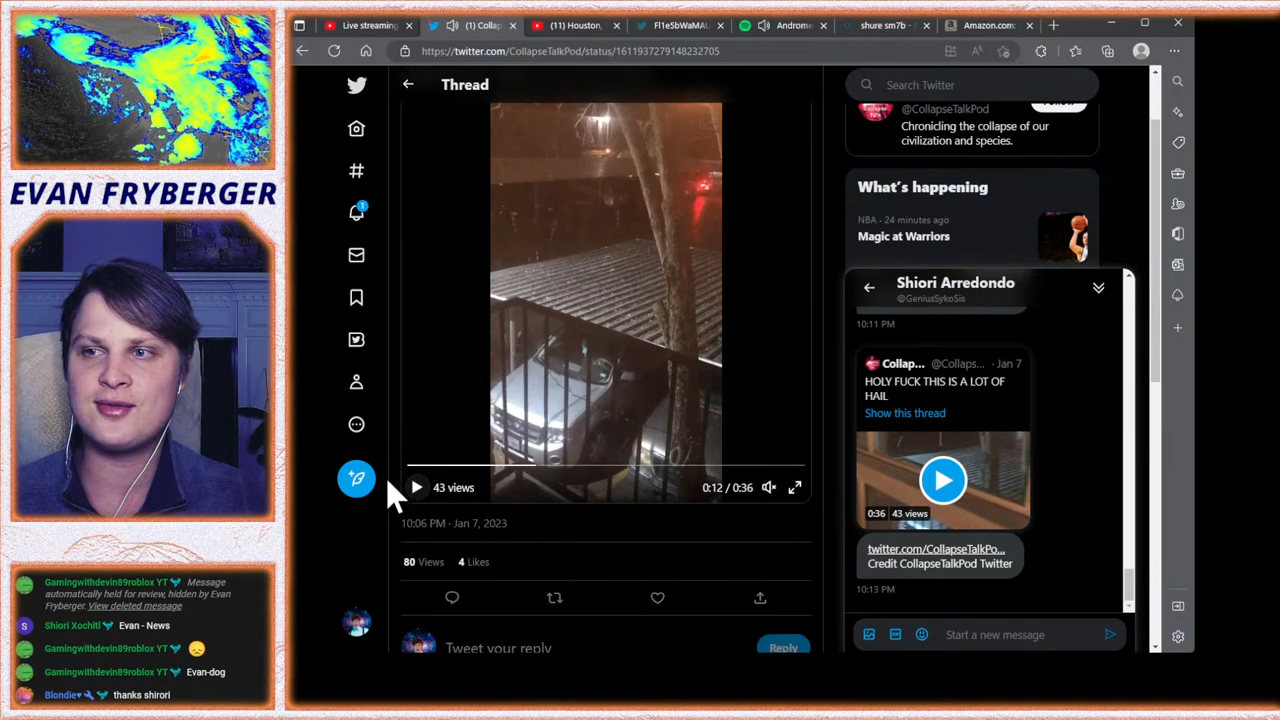 Live streaming
(1) Colla
(11) Houston,
Fl1e5bWaMAU
Androme
shure sm7b -
Amazon.com:
https://twitter.com/CollapseTalkPod/status/1611937279148232705
Thread
Search Twitter
@CollapseTalkPod
Follow
Chroniclng the collapse of our
civilization and species.
What's happening
NBA · 24 minutes ago
Magic at Warriors
EVAN FRYBERGER
1
Shiori Arredondo
@GeniusSykoSis
10:11 PM
Collap... @Collaps... · Jan 7
HOLY FUCK THIS IS A LOT OF
HAIL
Show this thread
0:36 43 views
twitter.com/CollapseTalkPo...
Credit CollapseTalkPod Twitter
10:13 PM
Start a new message
43 views
0:12 / 0:36
10:06 PM · Jan 7, 2023
80 Views 4 Likes
Tweet your reply
Reply
GamingwithdevIn89roblox YT Message
automatically held for review, hidden by Evan
Fryberger. View deleted message
S
Shiori Xochitl Evan - News
GamingwithdevIn89roblox YT
GamingwithdevIn89roblox YT Evan-dog
Blondie thanks shirori